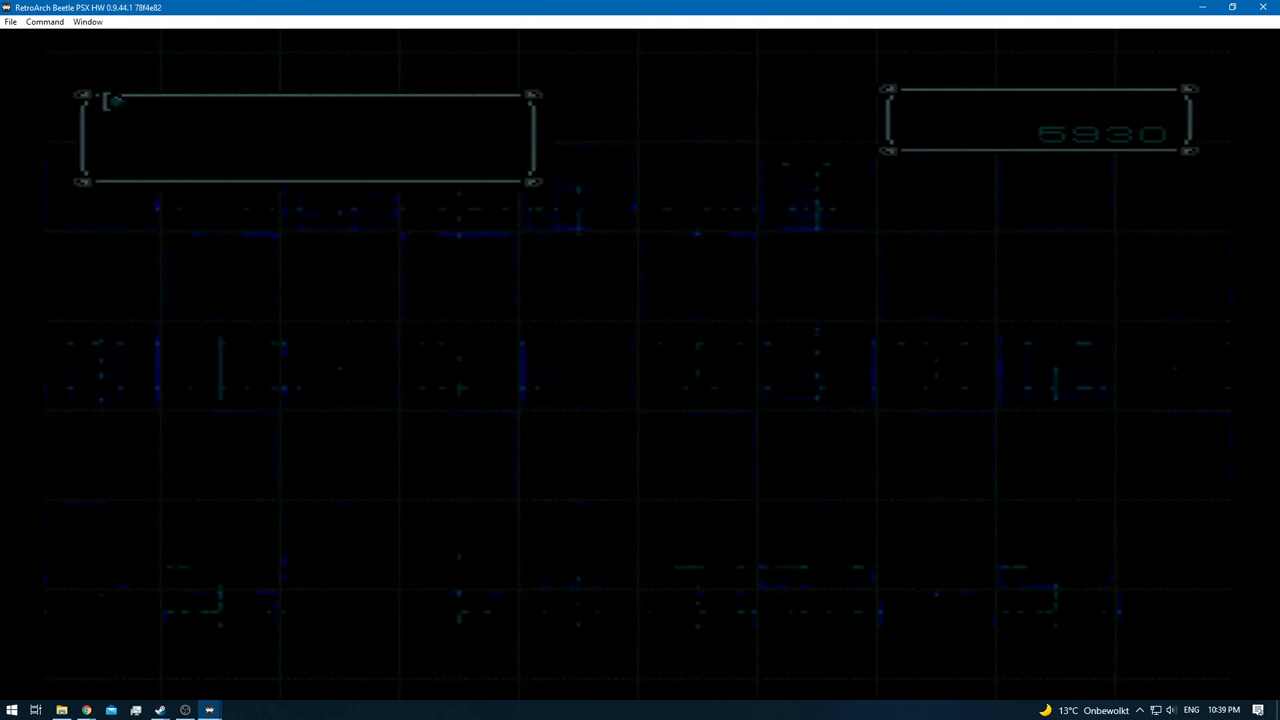 RetroArch Beetle PSX HW 0.9.44.1 78f4e82
File Command Window
5930
13°C Onbewolkt ENG 10:39 PM